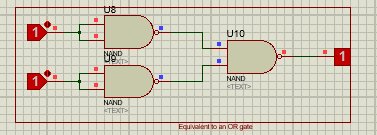 U8
1
NAND
<TEXT>
U10
1
NAND
<TEXT>
U9
1
NAND
<TEXT>
Equivalent to an OR gate